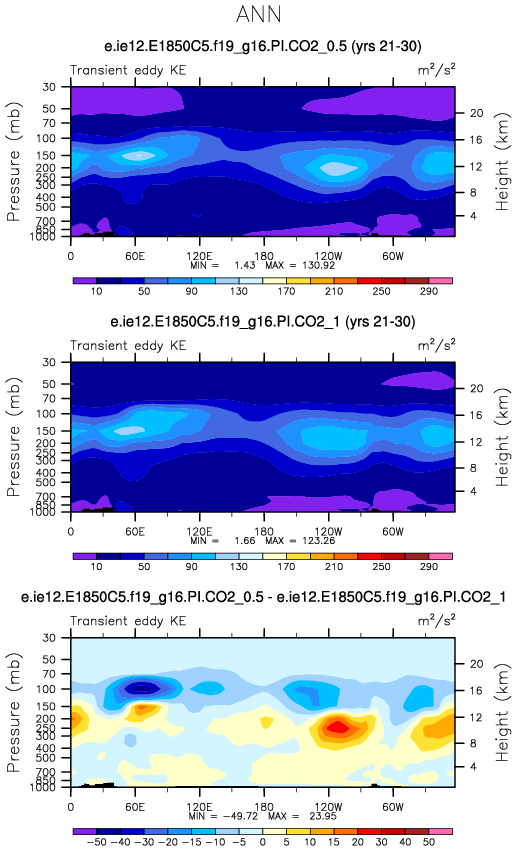 ANN
e.ie12.E1850C5.f19_g16.PI.CO2_0.5 (yrs 21-30)
Transient eddy KE m²/s²
Pressure (mb)
30
50
70
100
150
200
250
300
400
500
700
850
1000
Height (km)
20
16
12
8
4
0 60E 120E 180 120W 60W
MIN = 1.43 MAX = 130.92
10 50 90 130 170 210 250 290
e.ie12.E1850C5.f19_g16.PI.CO2_1 (yrs 21-30)
Transient eddy KE m²/s²
Pressure (mb)
30
50
70
100
150
200
250
300
400
500
700
850
1000
Height (km)
20
16
12
8
4
0 60E 120E 180 120W 60W
MIN = 1.66 MAX = 123.26
10 50 90 130 170 210 250 290
e.ie12.E1850C5.f19_g16.PI.CO2_0.5 - e.ie12.E1850C5.f19_g16.PI.CO2_1
Transient eddy KE m²/s²
Pressure (mb)
30
50
70
100
150
200
250
300
400
500
700
850
1000
Height (km)
20
16
12
8
4
0 60E 120E 180 120W 60W
MIN = −49.72 MAX = 23.95
−50 −40 −30 −20 −15 −10 −5 0 5 10 15 20 30 40 50